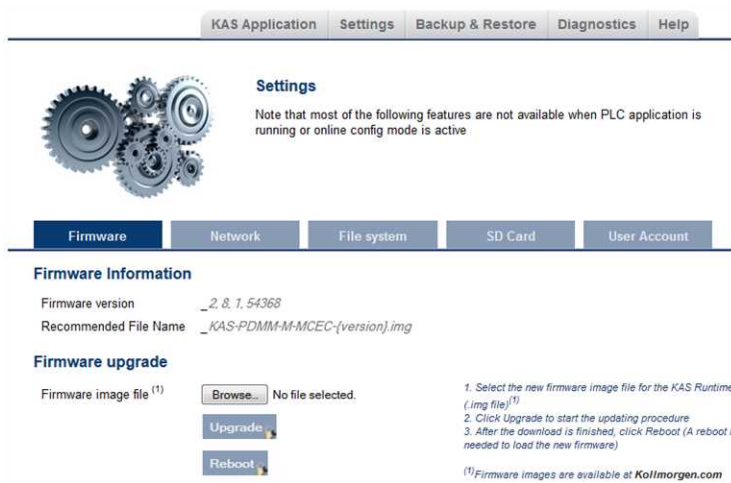 KAS Application Settings Backup & Restore Diagnostics Help
Settings
Note that most of the following features are not available when PLC application is
running or online config mode is active
Firmware Network File system SD Card User Account
Firmware Information
Firmware version _2, 8, 1, 54368
Recommended File Name _KAS-PDMM-M-MCEC-{version}.img
Firmware upgrade
Firmware image file (1) Browse... No file selected.
Upgrade
Reboot
1. Select the new firmware image file for the KAS Runtime
(.img file)(1)
2. Click Upgrade to start the updating procedure
3. After the download is finished, click Reboot (A reboot
needed to load the new firmware)
(1)Firmware images are available at Kollmorgen.com